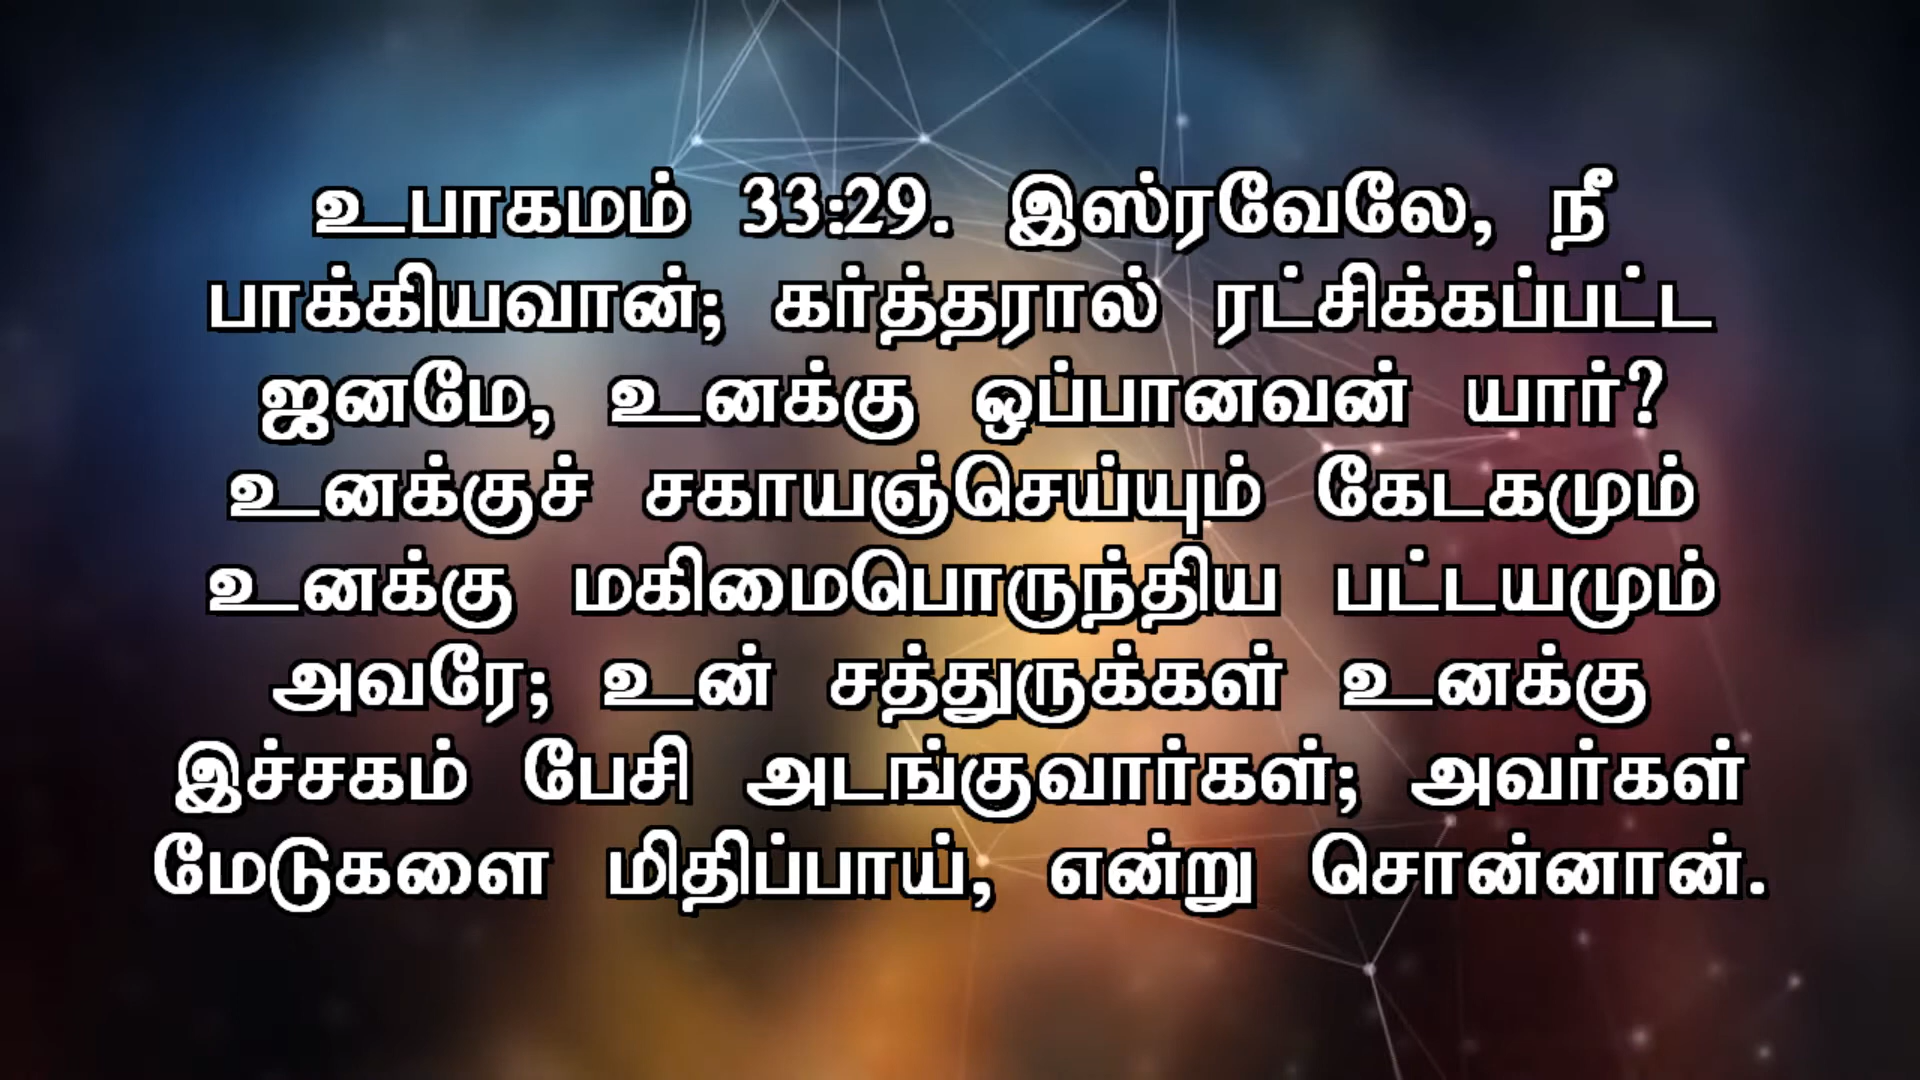 உபாகமம் 33:29. இஸ்ரவேலே, நீ
பாக்கியவான்; கர்த்தரால் ரட்சிக்கப்பட்ட
ஜனமே, உனக்கு ஒப்பானவன் யார்?
உனக்குச் சகாயஞ்செய்யும் கேடகமும்
உனக்கு மகிமைபொருந்திய பட்டயமும்
அவரே; உன் சத்துருக்கள் உனக்கு
இச்சகம் பேசி அடங்குவார்கள்; அவர்கள்
மேடுகளை மிதிப்பாய், என்று சொன்னான்.